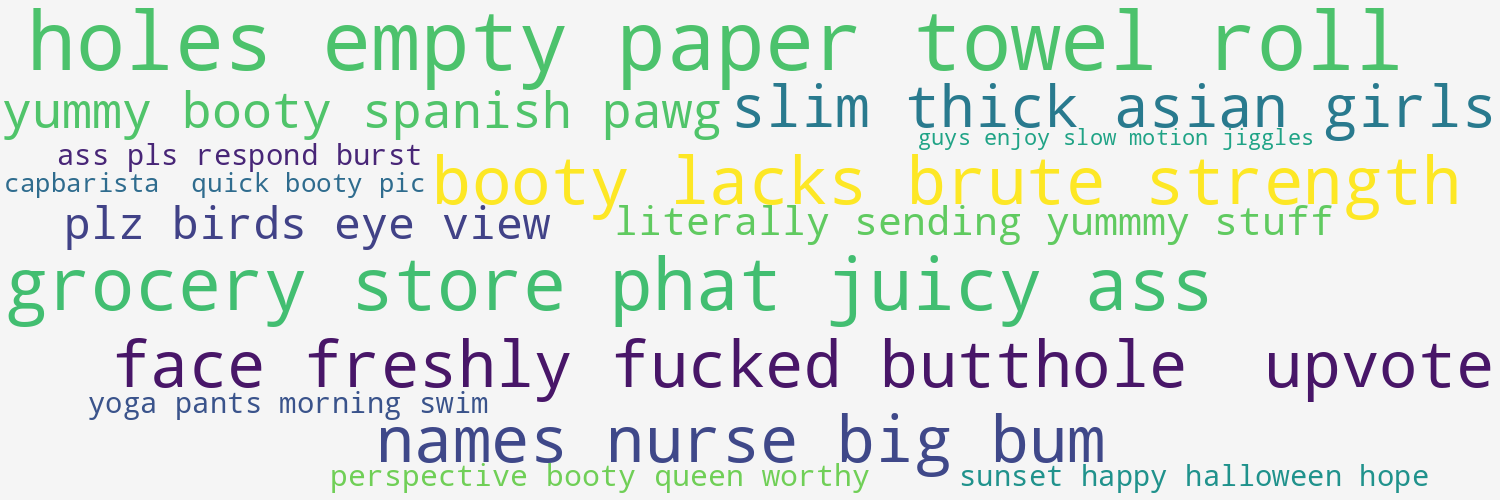 holes empty paper towel roll
yummy booty spanish pawg
slim thick asian girls
guys enjoy slow motion jiggles
ass pls respond burst
booty lacks brute strength
capbarista quick booty pic
plz birds eye view
literally sending yummmy stuff
grocery store phat juicy ass
face freshly fucked butthole upvote
yoga pants morning swim
names nurse big bum
perspective booty queen worthy
sunset happy halloween hope